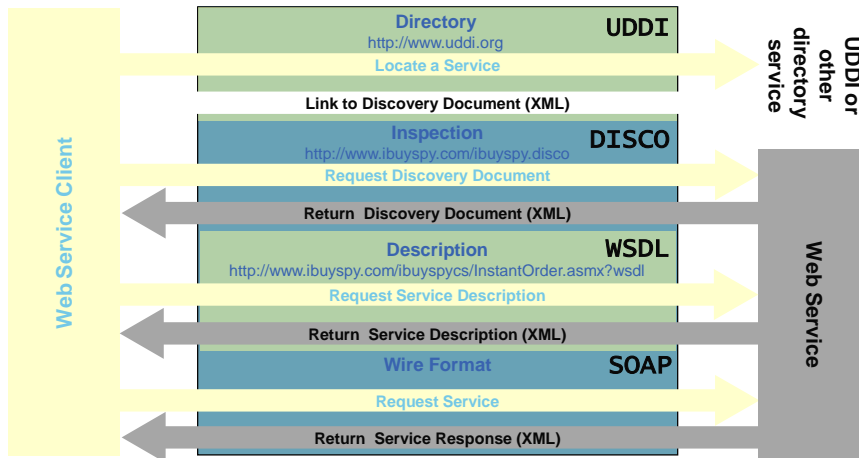 Directory
UDDI
http://www.uddi.org
Locate a Service
Link to Discovery Document (XML)
Inspection
DISCO
http://www.ibuyspy.com/ibuyspy.disco
Request Discovery Document
Return Discovery Document (XML)
Description
WSDL
http://www.ibuyspy.com/ibuyspycs/InstantOrder.asmx?wsdl
Request Service Description
Return Service Description (XML)
Wire Format
SOAP
Request Service
Return Service Response (XML)
Web Service Client
UDDI or
other
directory
service
Web Service